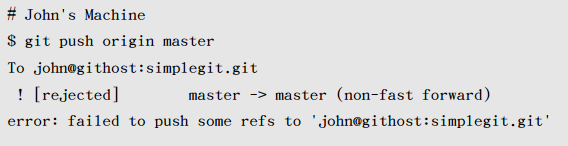 # John's Machine
$ git push origin master
To john@githost:simplegit.git
 ! [rejected]        master -> master (non-fast forward)
error: failed to push some refs to 'john@githost:simplegit.git'